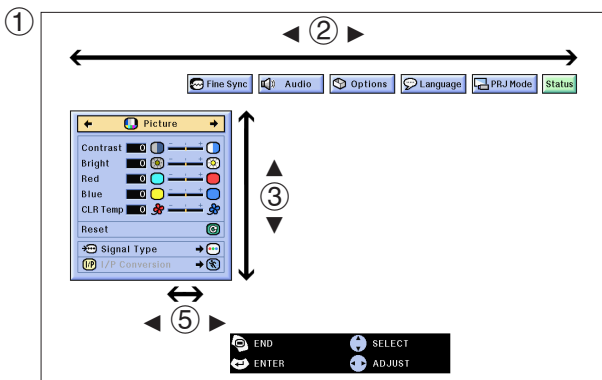 ①
◄ ② ►
Fine Sync Audio Options Language PRJ Mode Status
Picture
Contrast 0
Bright 0
Red 0
Blue 0
CLR Temp 0
▲
③
▼
Reset
Signal Type
I/P I/P Conversion
◄ ⑤ ►
END SELECT
ENTER ADJUST